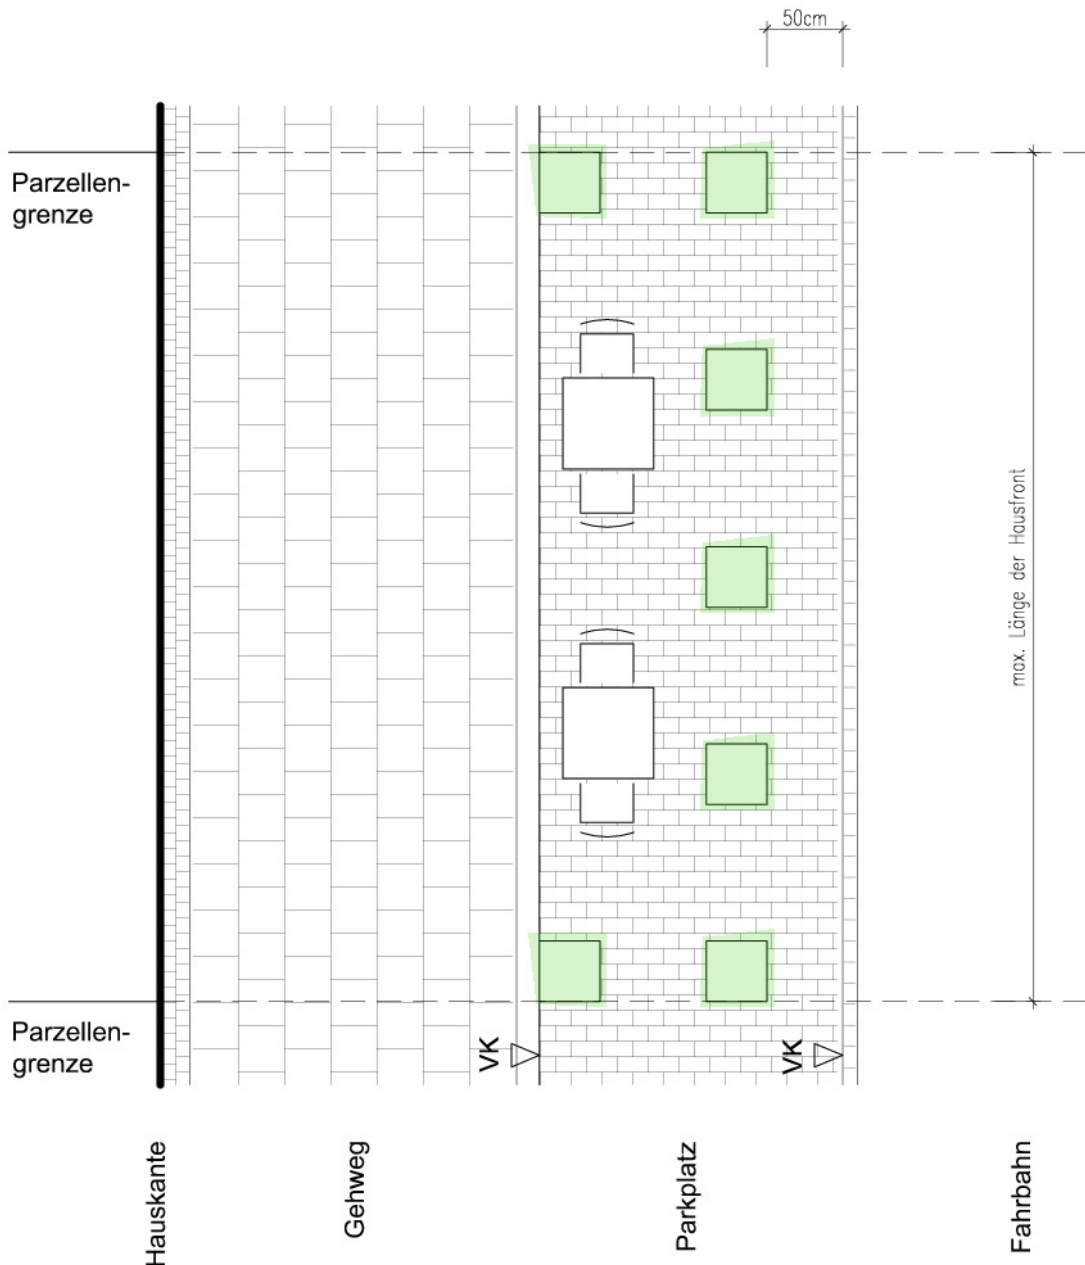 50cm
Parzellen-
grenze
max. Länge der Hausfront
Parzellen-
grenze
VK
VK
Hauskante
Gehweg
Parkplatz
Fahrbahn